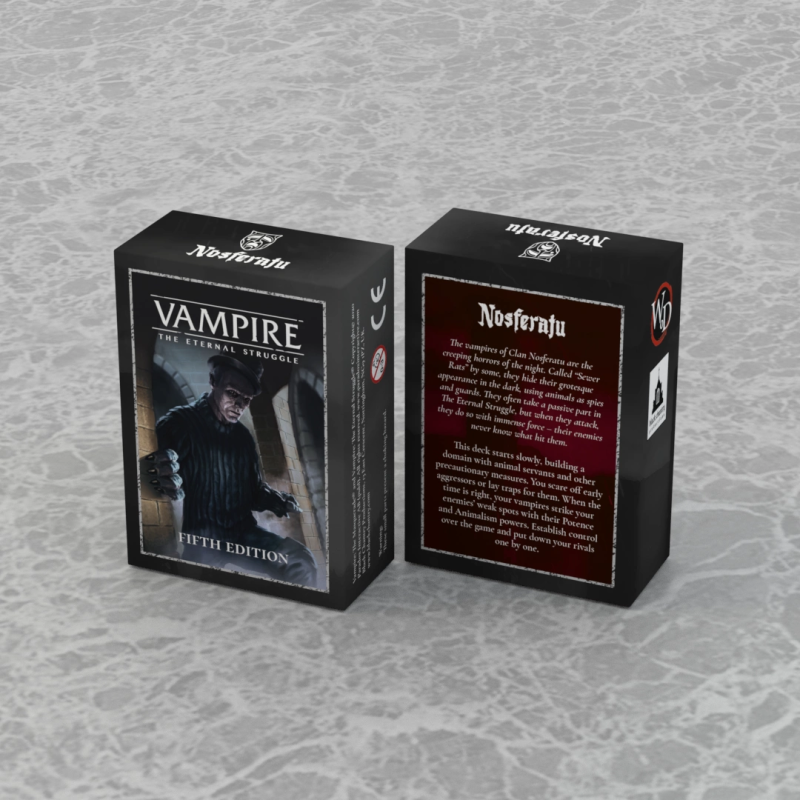 Nosferatu
VAMPIRE
THE ETERNAL STRUGGLE
FIFTH EDITION
CE
Nosferatu
Nosferatu
The vampires of Clan Nosferatu are the
creeping horrors of the night. Called “Sewer
Rats” by some, they hide their grotesque
appearance in the dark, using animals as spies
and guards. They often take a passive part in
The Eternal Struggle, but when they attack,
they do so with immense force – their enemies
never know what hit them.
This deck starts slowly, building a
domain with animal servants and other
precautionary measures. You scare off early
aggressors or lay traps for them. When the
time is right, your vampires strike your
enemies’ weak spots with their Potence
and Animalism powers. Establish control
over the game and put down your rivals
one by one.
WD